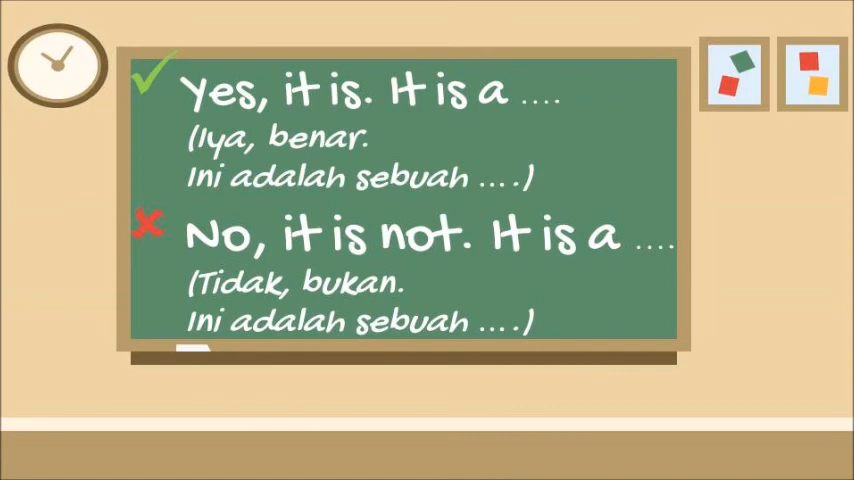 Yes, it is. It is a ....
(Iya, benar.
Ini adalah sebuah ....)
No, it is not. It is a ....
(Tidak, bukan.
Ini adalah sebuah ....)